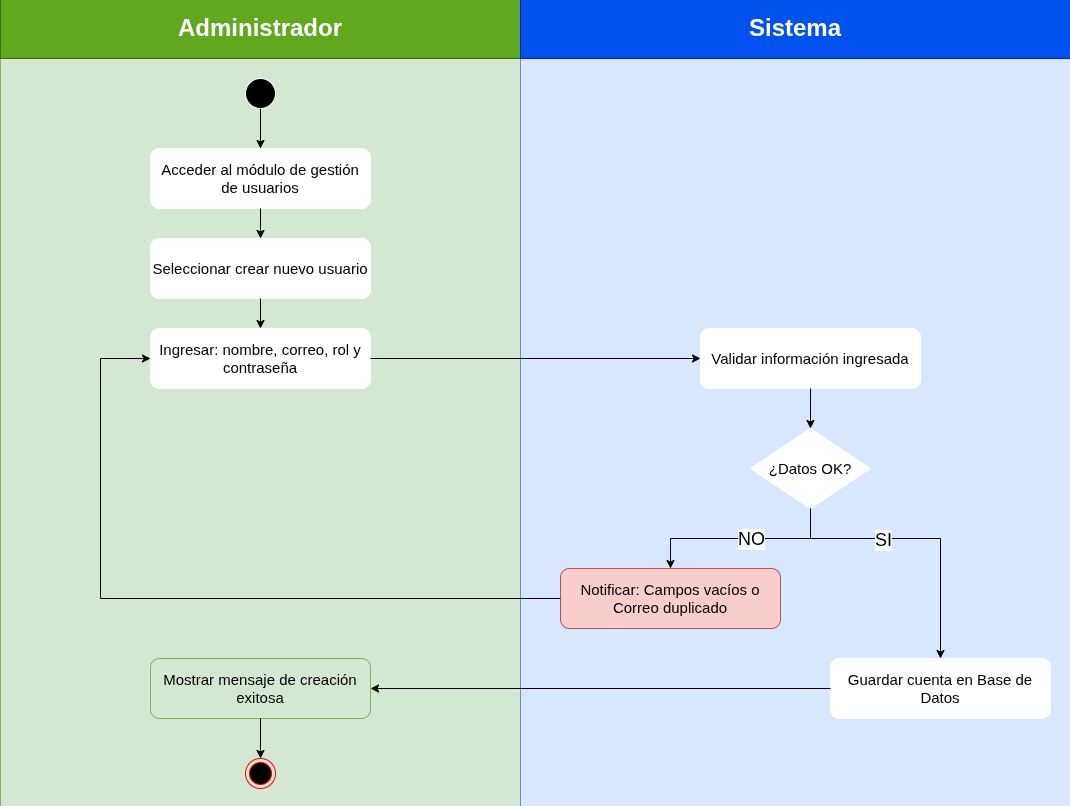 Administrador
Sistema
Acceder al módulo de gestión
de usuarios
Seleccionar crear nuevo usuario
Ingresar: nombre, correo, rol y
contraseña
Validar información ingresada
¿Datos OK?
NO
SI
Notificar: Campos vacíos o
Correo duplicado
Mostrar mensaje de creación
exitosa
Guardar cuenta en Base de
Datos